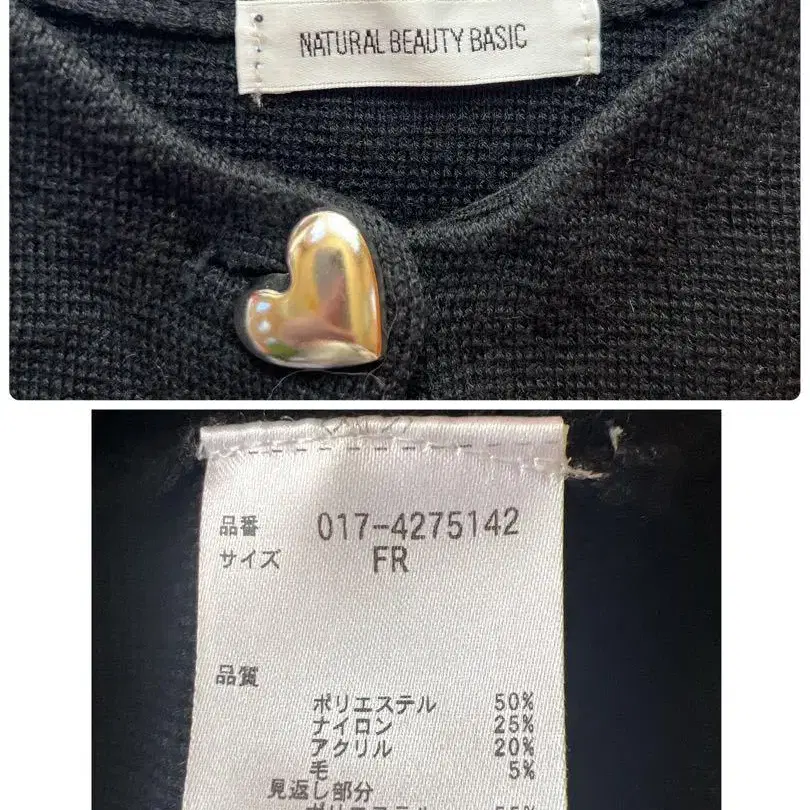 NATURAL BEAUTY BASIC
品番 017-4275142
サイズ FR
品質
ポリエステル 50%
ナイロン 25%
アクリル 20%
毛 5%
見返し部分